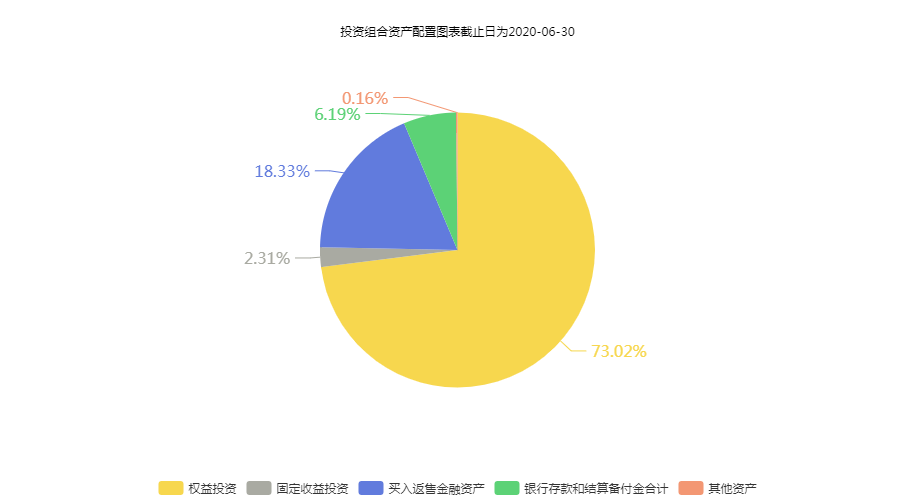 投资组合资产配置图表截止日为2020-06-30
0.16%
6.19%
18.33%
2.31%
73.02%
权益投资 固定收益投资 买入返售金融资产 银行存款和结算备付金合计 其他资产